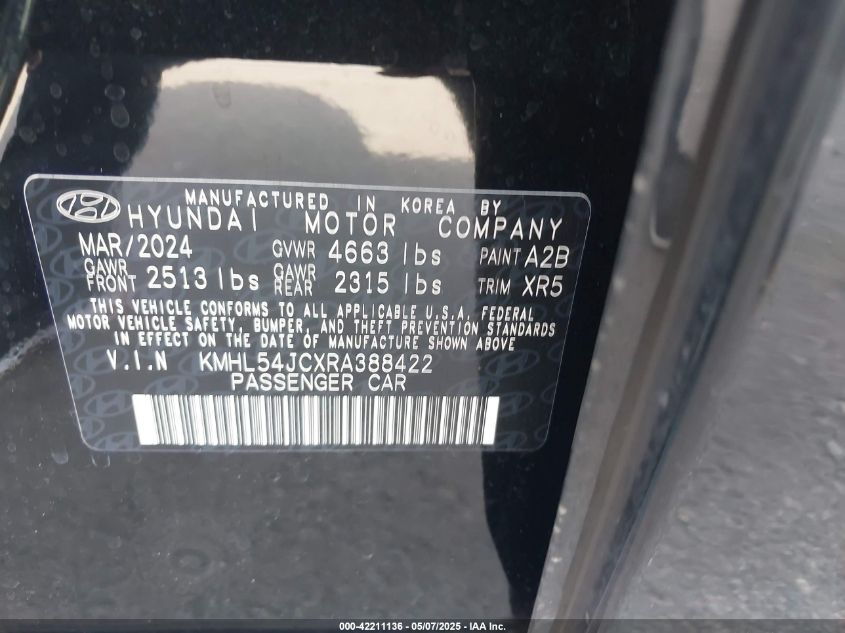 MANUFACTURED IN KOREA BY
HYUNDAI MOTOR COMPANY
MAR/2024 GVWR 4663 lbs PAINT A2B
GAWR FRONT 2513 lbs GAWR REAR 2315 lbs TRIM XR5
THIS VEHICLE CONFORMS TO ALL APPLICABLE U.S.A. FEDERAL
MOTOR VEHICLE SAFETY, BUMPER, AND THEFT PREVENTION STANDARDS
IN EFFECT ON THE DATE OF MANUFACTURE SHOWN ABOVE
V.I.N KMHL54JCXRA388422
PASSENGER CAR
000-42211136 - 05/07/2025 - IAA Inc.